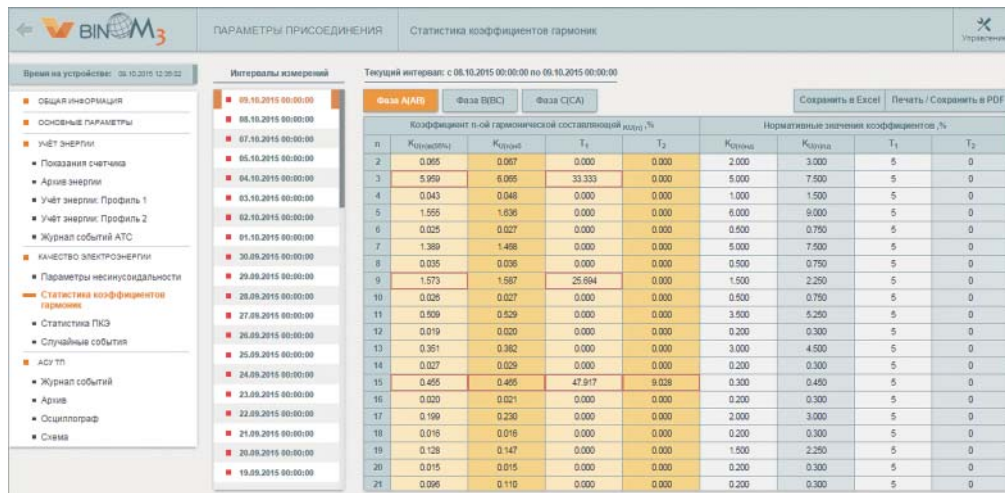 BINOM3
ПАРАМЕТРЫ ПРИСОЕДИНЕНИЯ
Статистика коэффициентов гармоник
Управление
Время на устройстве:
Интервалы измерений
Текущий интервал: с 08.10.2015 00:00:00 по 09.10.2015 00:00:00
ОБЩАЯ ИНФОРМАЦИЯ
ОСНОВНЫЕ ПАРАМЕТРЫ
УЧЁТ ЭНЕРГИИ
Показания счетчика
Архив энергии
Учёт энергии: Профиль 1
Учёт энергии: Профиль 2
Журнал событий АТС
КАЧЕСТВО ЭЛЕКТРОЭНЕРГИИ
Параметры несинусоидальности
Статистика коэффициентов
гармоник
Статистика ПКЭ
Случайные события
АСУ ТП
Журнал событий
Архив
Осциллограф
Схема
09.10.2015 00:00:00
08.10.2015 00:00:00
07.10.2015 00:00:00
05.10.2015 00:00:00
04.10.2015 00:00:00
03.10.2015 00:00:00
02.10.2015 00:00:00
01.10.2015 00:00:00
30.09.2015 00:00:00
29.09.2015 00:00:00
28.09.2015 00:00:00
27.09.2015 00:00:00
26.09.2015 00:00:00
25.09.2015 00:00:00
24.09.2015 00:00:00
23.09.2015 00:00:00
22.09.2015 00:00:00
21.09.2015 00:00:00
20.09.2015 00:00:00
19.09.2015 00:00:00
Фаза A(AB) Фаза B(BC) Фаза C(CA) Сохранить в Excel Печать / Сохранить в PDF
Коэффициент n-ой гармонической составляющей KU(n), % Нормативные значения коэффициентов, %
n T1 T2 T1 T2
2 0.065 0.067 0.000 0.000 2.000 3.000 5 0
3 5.959 6.065 33.333 0.000 5.000 7.500 5 0
4 0.043 0.046 0.000 0.000 1.000 1.500 5 0
5 1.555 1.636 0.000 0.000 6.000 9.000 5 0
6 0.025 0.027 0.000 0.000 0.500 0.750 5 0
7 1.389 1.468 0.000 0.000 5.000 7.500 5 0
8 0.035 0.036 0.000 0.000 0.500 0.750 5 0
9 1.573 1.587 25.694 0.000 1.500 2.250 5 0
10 0.026 0.027 0.000 0.000 0.500 0.750 5 0
11 0.509 0.529 0.000 0.000 3.500 5.250 5 0
12 0.019 0.020 0.000 0.000 0.200 0.300 5 0
13 0.351 0.382 0.000 0.000 3.000 4.500 5 0
14 0.027 0.029 0.000 0.000 0.200 0.300 5 0
15 0.455 0.466 47.917 9.028 0.300 0.450 5 0
16 0.020 0.021 0.000 0.000 0.200 0.300 5 0
17 0.199 0.230 0.000 0.000 2.000 3.000 5 0
18 0.016 0.016 0.000 0.000 0.200 0.300 5 0
19 0.128 0.147 0.000 0.000 1.500 2.250 5 0
20 0.015 0.015 0.000 0.000 0.200 0.300 5 0
21 0.096 0.110 0.000 0.000 0.200 0.300 5 0